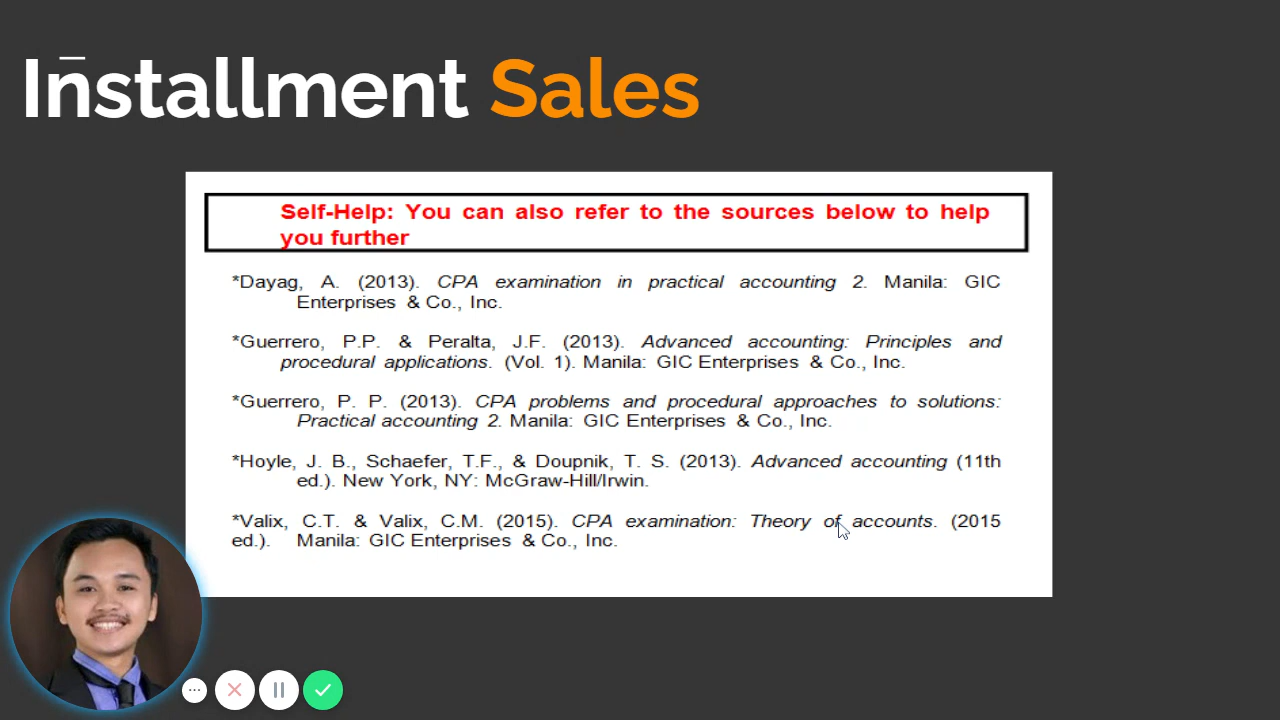 Installment Sales
Self-Help: You can also refer to the sources below to help
you further
*Dayag, A. (2013). CPA examination in practical accounting 2. Manila: GIC
Enterprises & Co., Inc.
*Guerrero, P.P. & Peralta, J.F. (2013). Advanced accounting: Principles and
procedural applications. (Vol. 1). Manila: GIC Enterprises & Co., Inc.
*Guerrero, P. P. (2013). CPA problems and procedural approaches to solutions:
Practical accounting 2. Manila: GIC Enterprises & Co., Inc.
*Hoyle, J. B., Schaefer, T.F., & Doupnik, T. S. (2013). Advanced accounting (11th
ed.). New York, NY: McGraw-Hill/Irwin.
*Valix, C.T. & Valix, C.M. (2015). CPA examination: Theory of accounts. (2015
ed.). Manila: GIC Enterprises & Co., Inc.